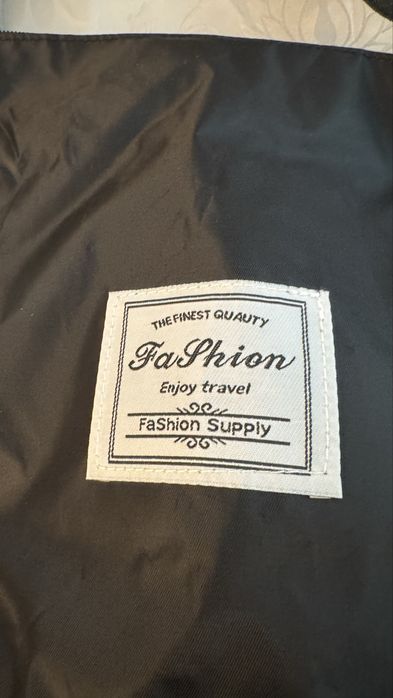 THE FINEST QUALITY
FaShion
Enjoy travel
FaShion Supply